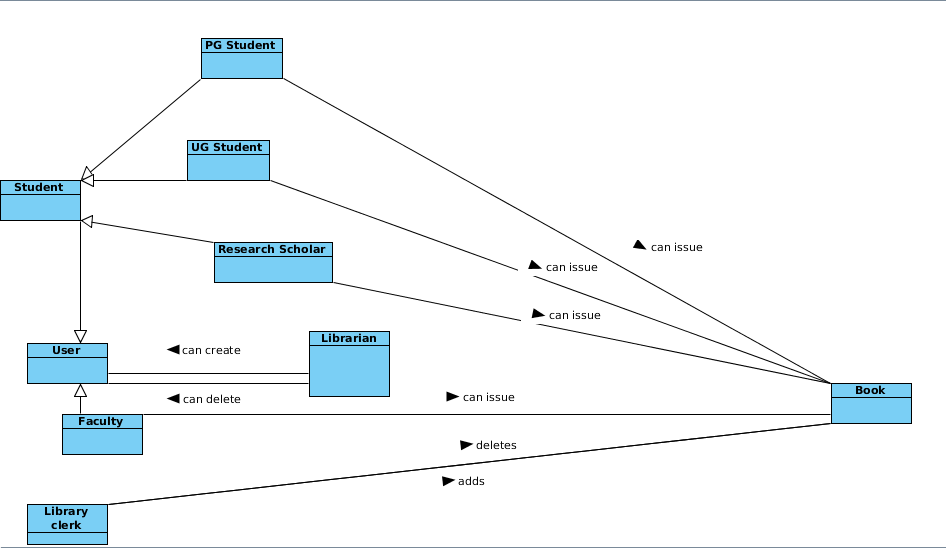 PG Student
UG Student
Student
Research Scholar
can issue
can issue
can issue
User
can create
Librarian
can delete
can issue
Book
Faculty
deletes
adds
Library
clerk